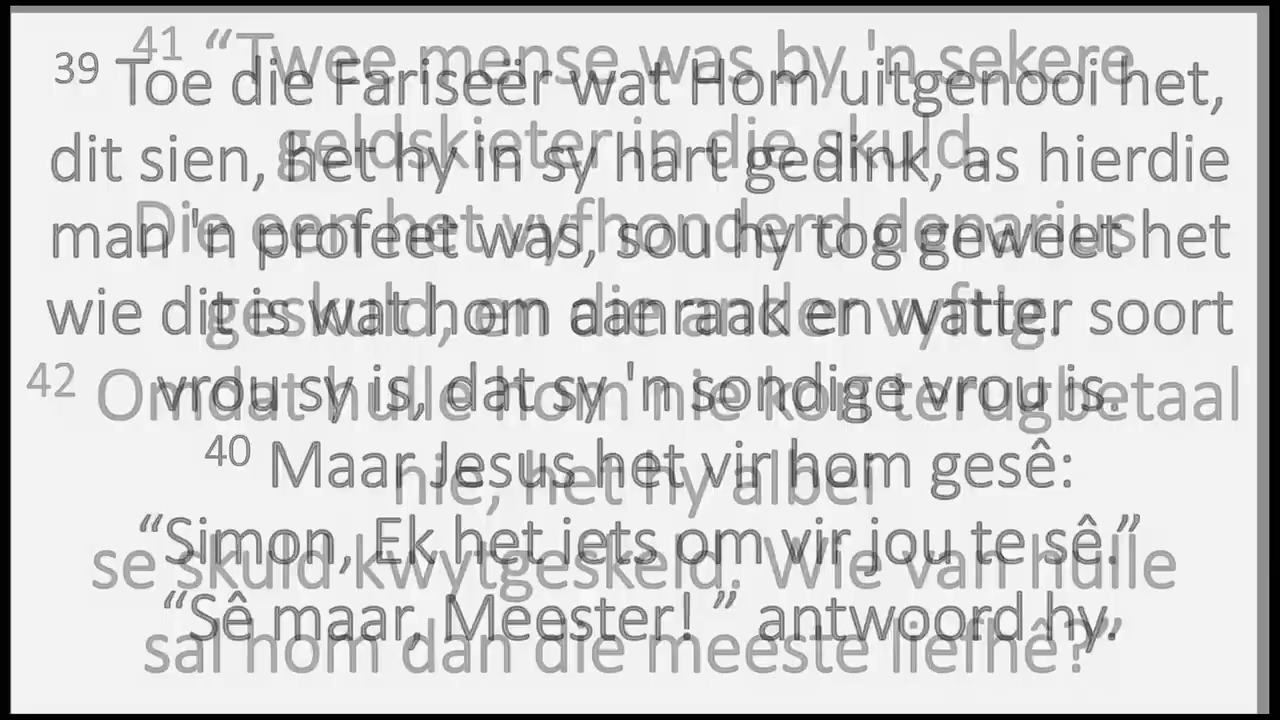 39 Toe die Fariseër wat Hom uitgenooi het,
dit sien, het hy in sy hart gedink, as hierdie
man 'n profeet was, sou hy tog geweet het
wie dit is wat hom aanraak en watter soort
vrou sy is, dat sy 'n sondige vrou is.
40 Maar Jesus het vir hom gesê:
“Simon, Ek het iets om vir jou te sê.”
“Sê maar, Meester! ” antwoord hy.
41 “Twee mense was by 'n sekere
geldskieter in die skuld.
Die een het vyfhonderd denarius
geskuld, en die ander vyftig.
42 Omdat hulle hom nie kon terugbetaal
nie, het hy albei
se skuld kwytgeskeld. Wie van hulle
sal hom dan die meeste liefhê?”